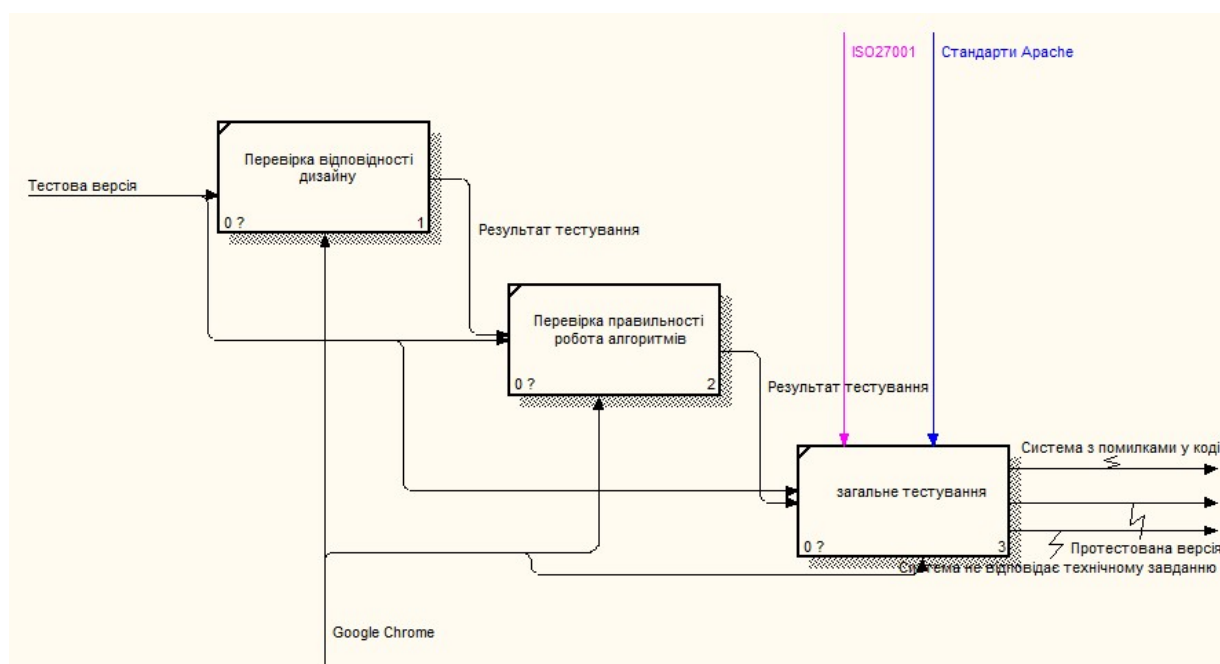 ISO27001
Стандарти Apache
Перевірка відповідності
дизайну
0 ?
1
Тестова версія
Результат тестування
Перевірка правильності
робота алгоритмів
0 ?
2
Результат тестування
Система з помилками у коді
загальне тестування
0 ?
3
Протестована версія
Система не відповідає технічному завданню
Google Chrome